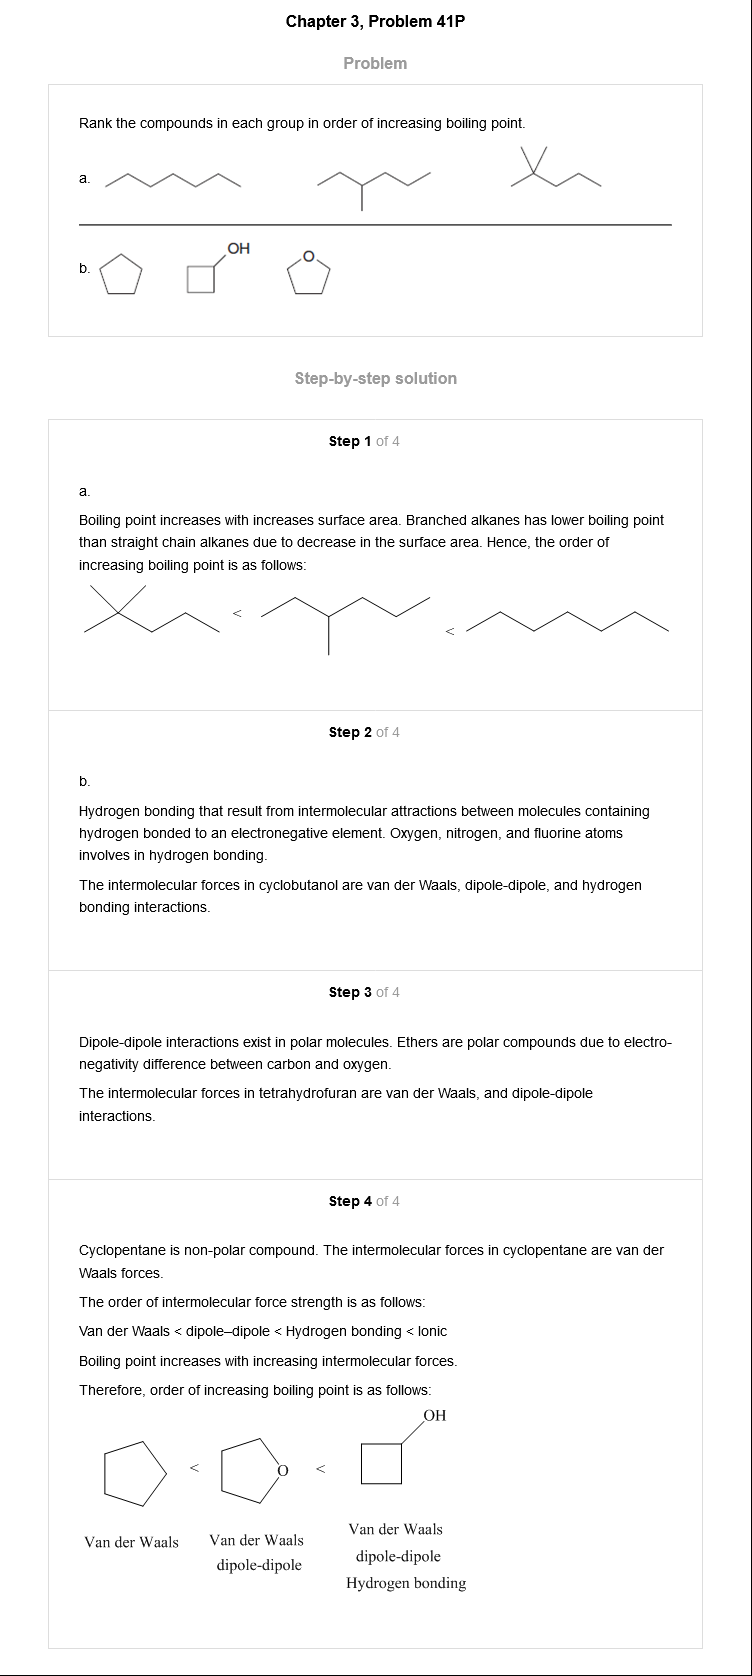 Chapter 3, Problem 41P
Problem
Rank the compounds in each group in order of increasing boiling point.
a.
b.
OH
O
Step-by-step solution
Step 1 of 4
a.
Boiling point increases with increases surface area. Branched alkanes has lower boiling point
than straight chain alkanes due to decrease in the surface area. Hence, the order of
increasing boiling point is as follows:
< <
Step 2 of 4
b.
Hydrogen bonding that result from intermolecular attractions between molecules containing
hydrogen bonded to an electronegative element. Oxygen, nitrogen, and fluorine atoms
involves in hydrogen bonding.
The intermolecular forces in cyclobutanol are van der Waals, dipole-dipole, and hydrogen
bonding interactions.
Step 3 of 4
Dipole-dipole interactions exist in polar molecules. Ethers are polar compounds due to electro-
negativity difference between carbon and oxygen.
The intermolecular forces in tetrahydrofuran are van der Waals, and dipole-dipole
interactions.
Step 4 of 4
Cyclopentane is non-polar compound. The intermolecular forces in cyclopentane are van der
Waals forces.
The order of intermolecular force strength is as follows:
Van der Waals < dipole–dipole < Hydrogen bonding < Ionic
Boiling point increases with increasing intermolecular forces.
Therefore, order of increasing boiling point is as follows:
OH
< O <
Van der Waals
Van der Waals
dipole-dipole
Van der Waals
dipole-dipole
Hydrogen bonding